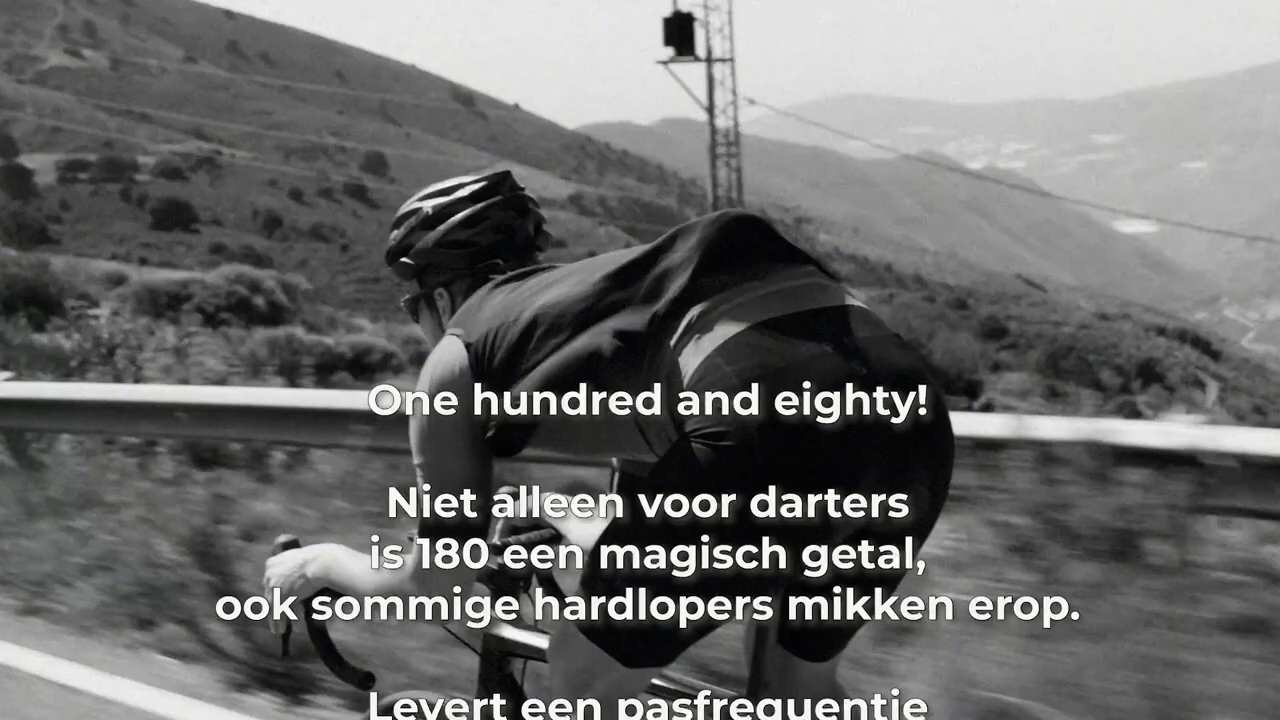 One hundred and eighty!
Niet alleen voor darters
is 180 een magisch getal,
ook sommige hardlopers mikken erop.
Levert een pasfrequentie